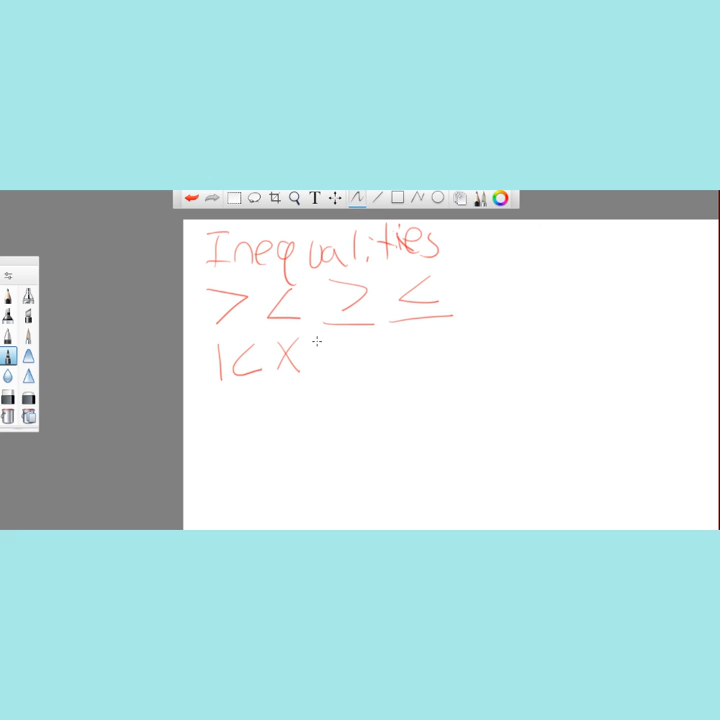 Inequalities
> < ≥ ≤
1 < x
T